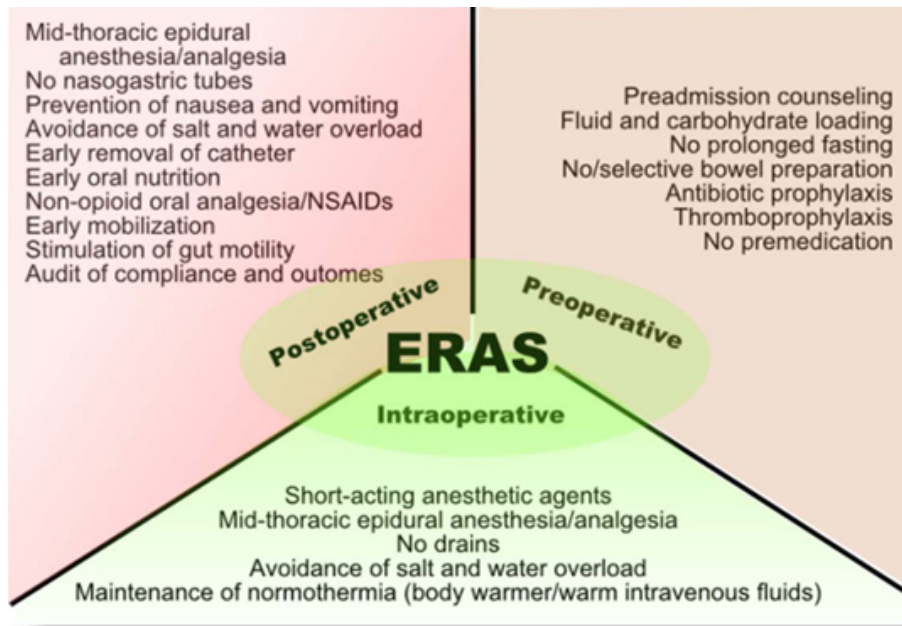 Mid-thoracic epidural
anesthesia/analgesia
No nasogastric tubes
Prevention of nausea and vomiting
Avoidance of salt and water overload
Early removal of catheter
Early oral nutrition
Non-opioid oral analgesia/NSAIDs
Early mobilization
Stimulation of gut motility
Audit of compliance and outomes
Preadmission counseling
Fluid and carbohydrate loading
No prolonged fasting
No/selective bowel preparation
Antibiotic prophylaxis
Thromboprophylaxis
No premedication
Postoperative
Preoperative
ERAS
Intraoperative
Short-acting anesthetic agents
Mid-thoracic epidural anesthesia/analgesia
No drains
Avoidance of salt and water overload
Maintenance of normothermia (body warmer/warm intravenous fluids)